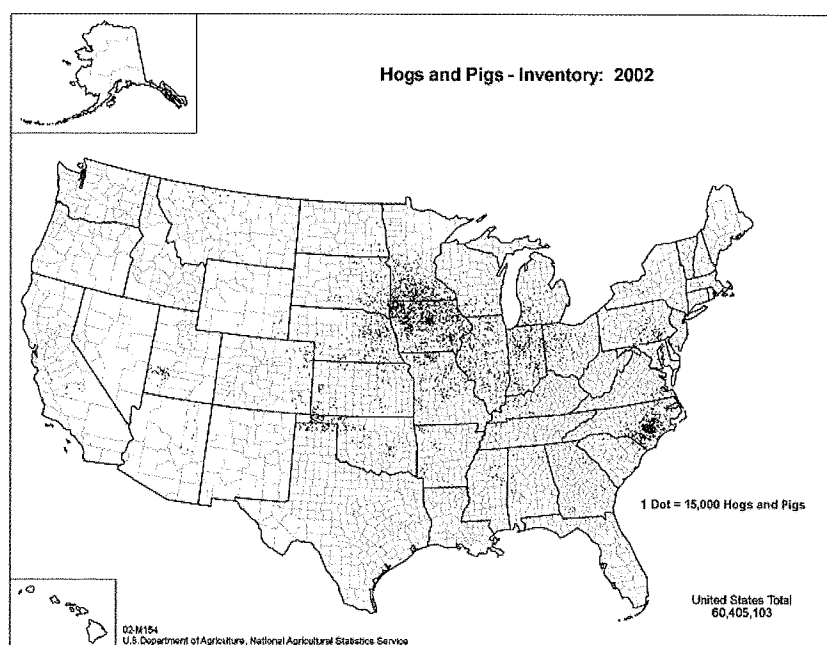 Hogs and Pigs - Inventory: 2002
1 Dot = 15,000 Hogs and Pigs
United States Total
60,405,103
02-M154
U.S. Department of Agriculture, National Agricultural Statistics Service